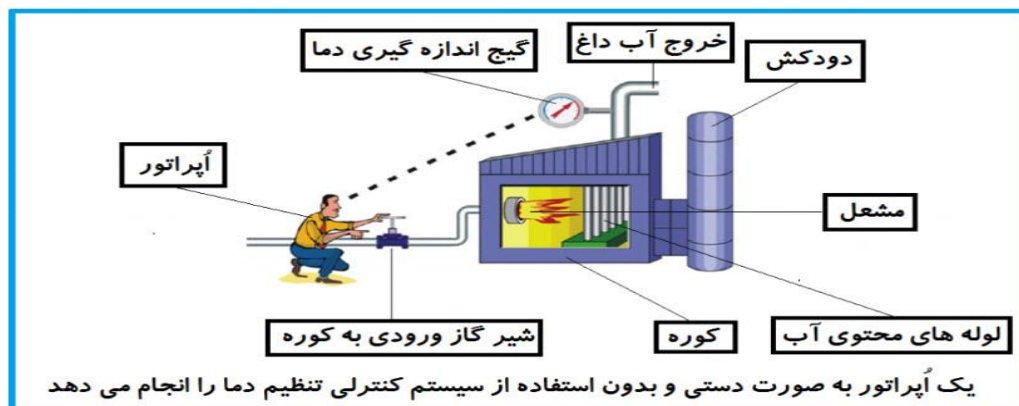 گیج اندازه گیری دما
خروج آب داغ
دودکش
اُپراتور
مشعل
شیر گاز ورودی به کوره
کوره
لوله های محتوی آب
یک اُپراتور به صورت دستی و بدون استفاده از سیستم کنترلی تنظیم دما را انجام می دهد